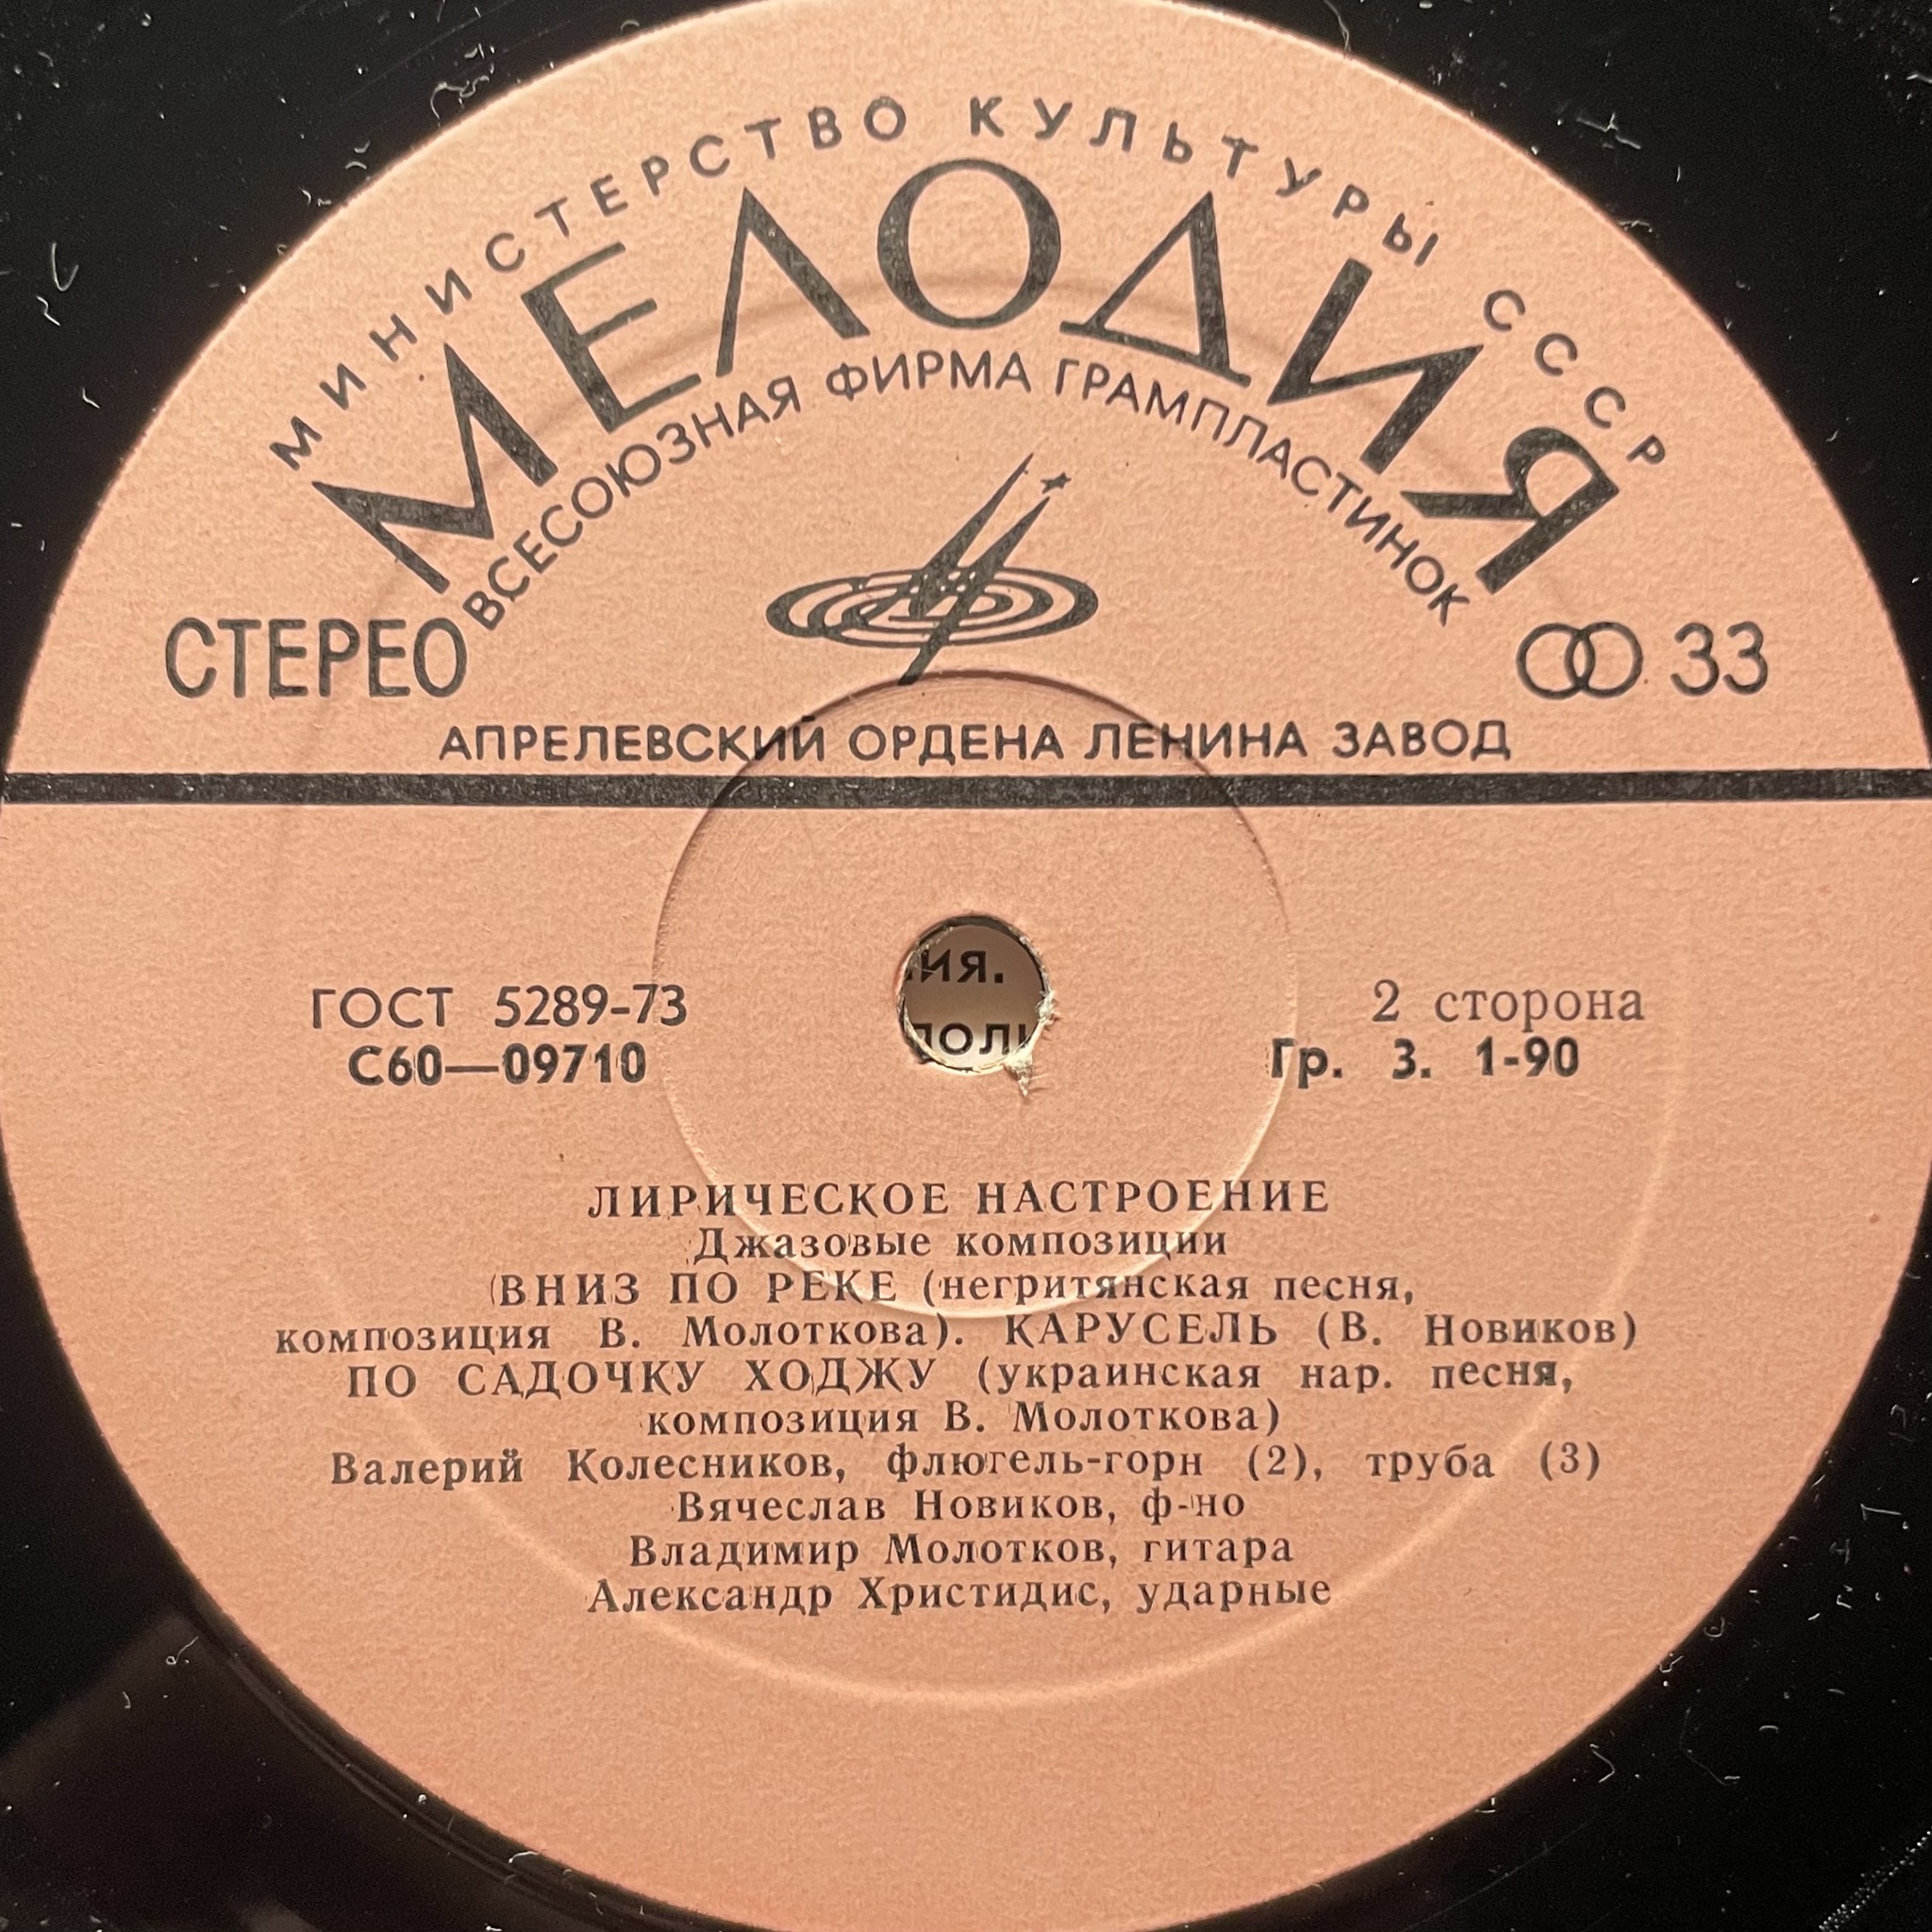 МИНИСТЕРСТВО КУЛЬТУРЫ СССР
МЕЛОДИЯ
ВСЕСОЮЗНАЯ ФИРМА ГРАМПЛАСТИНОК
СТЕРЕО
33
АПРЕЛЕВСКИЙ ОРДЕНА ЛЕНИНА ЗАВОД
ГОСТ 5289-73
2 сторона
С60—09710
Гр. 3. 1-90
ЛИРИЧЕСКОЕ НАСТРОЕНИЕ
Джазовые композиции
ВНИЗ ПО РЕКЕ (негритянская песня,
композиция В. Молоткова). КАРУСЕЛЬ (В. Новиков)
ПО САДОЧКУ ХОДЖУ (украинская нар. песня,
композиция В. Молоткова)
Валерий Колесников, флюгель-горн (2), труба (3)
Вячеслав Новиков, ф-но
Владимир Молотков, гитара
Александр Христидис, ударные